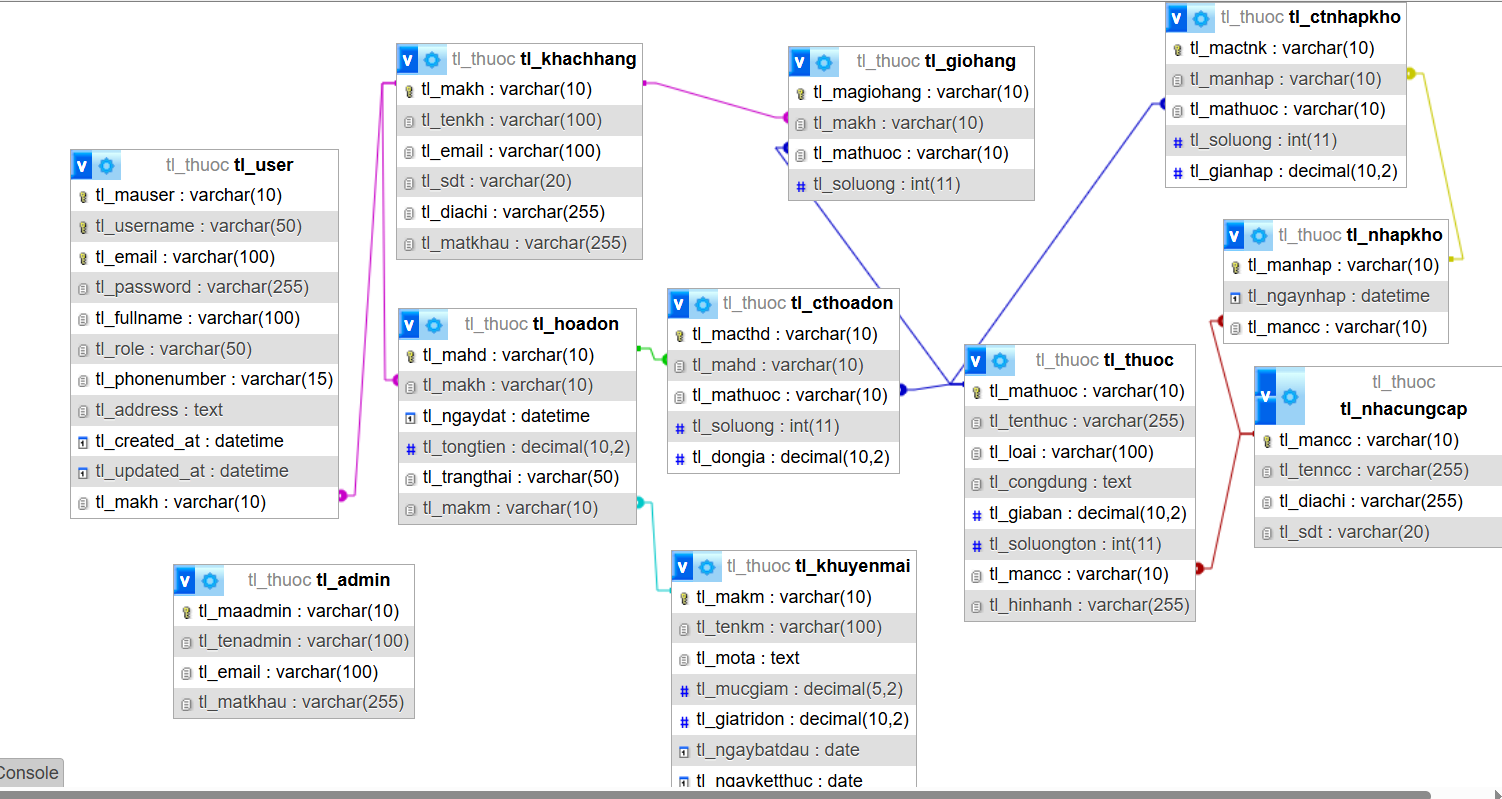 tl_thuoc tl_user
tl_mauser : varchar(10)
tl_username : varchar(50)
tl_email : varchar(100)
tl_password : varchar(255)
tl_fullname : varchar(100)
tl_role : varchar(50)
tl_phonenumber : varchar(15)
tl_address : text
tl_created_at : datetime
tl_updated_at : datetime
tl_makh : varchar(10)
tl_thuoc tl_admin
tl_maadmin : varchar(10)
tl_tenadmin : varchar(100)
tl_email : varchar(100)
tl_matkhau : varchar(255)
tl_thuoc tl_khachhang
tl_makh : varchar(10)
tl_tenkh : varchar(100)
tl_email : varchar(100)
tl_sdt : varchar(20)
tl_diachi : varchar(255)
tl_matkhau : varchar(255)
tl_thuoc tl_hoadon
tl_mahd : varchar(10)
tl_makh : varchar(10)
tl_ngaydat : datetime
tl_tongtien : decimal(10,2)
tl_trangthai : varchar(50)
tl_makm : varchar(10)
tl_thuoc tl_giohang
tl_magiohang : varchar(10)
tl_makh : varchar(10)
tl_mathuoc : varchar(10)
tl_soluong : int(11)
tl_thuoc tl_cthoadon
tl_macthd : varchar(10)
tl_mahd : varchar(10)
tl_mathuoc : varchar(10)
tl_soluong : int(11)
tl_dongia : decimal(10,2)
tl_thuoc tl_khuyenmai
tl_makm : varchar(10)
tl_tenkm : varchar(100)
tl_mota : text
tl_mucgiam : decimal(5,2)
tl_giatridon : decimal(10,2)
tl_ngaybatdau : date
tl_ngayketthuc : date
tl_thuoc tl_ctnhapkho
tl_mactnk : varchar(10)
tl_manhap : varchar(10)
tl_mathuoc : varchar(10)
tl_soluong : int(11)
tl_gianhap : decimal(10,2)
tl_thuoc tl_nhapkho
tl_manhap : varchar(10)
tl_ngaynhap : datetime
tl_mancc : varchar(10)
tl_thuoc tl_thuoc
tl_mathuoc : varchar(10)
tl_tenthuc : varchar(255)
tl_loai : varchar(100)
tl_congdung : text
tl_giaban : decimal(10,2)
tl_soluongton : int(11)
tl_mancc : varchar(10)
tl_hinhanh : varchar(255)
tl_thuoc
tl_nhacungcap
tl_mancc : varchar(10)
tl_tenncc : varchar(255)
tl_diachi : varchar(255)
tl_sdt : varchar(20)
Console